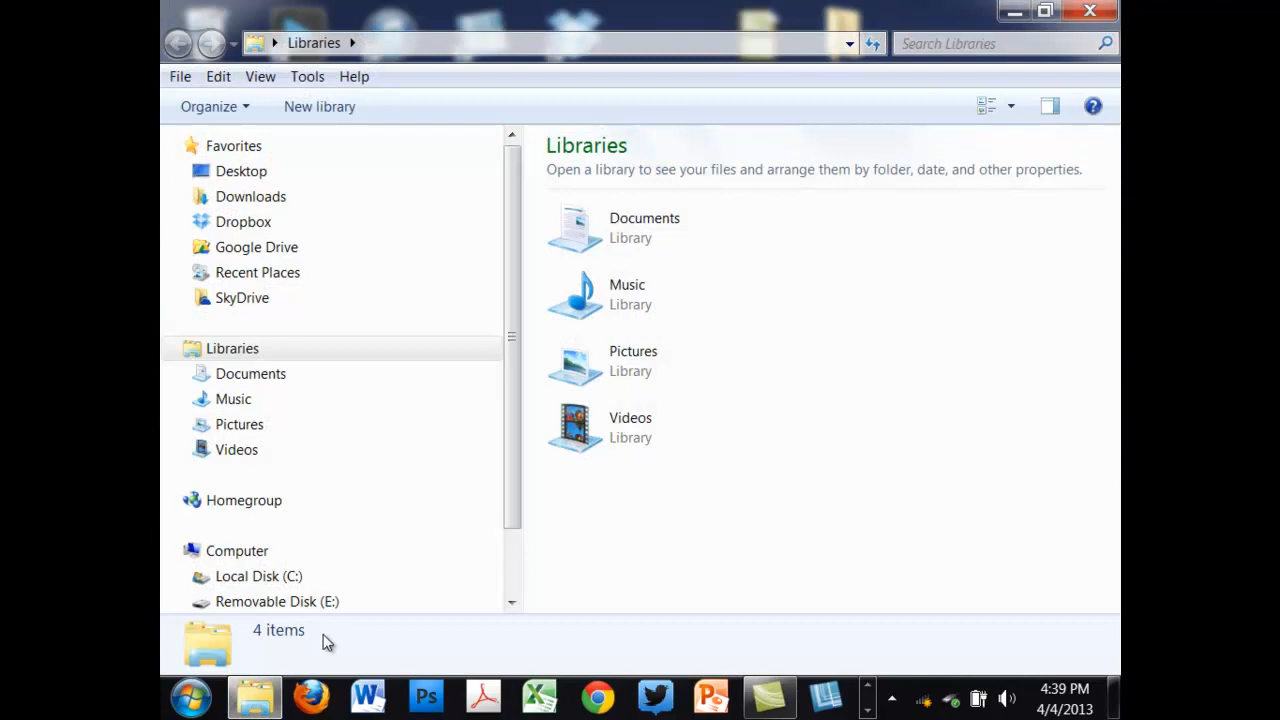 Libraries
Search Libraries
File Edit View Tools Help
Organize New library
Favorites
Desktop
Downloads
Dropbox
Google Drive
Recent Places
SkyDrive
Libraries
Documents
Music
Pictures
Videos
Homegroup
Computer
Local Disk (C:)
Removable Disk (E:)
Libraries
Open a library to see your files and arrange them by folder, date, and other properties.
Documents
Library
Music
Library
Pictures
Library
Videos
Library
4 items
Ps
4:39 PM
4/4/2013